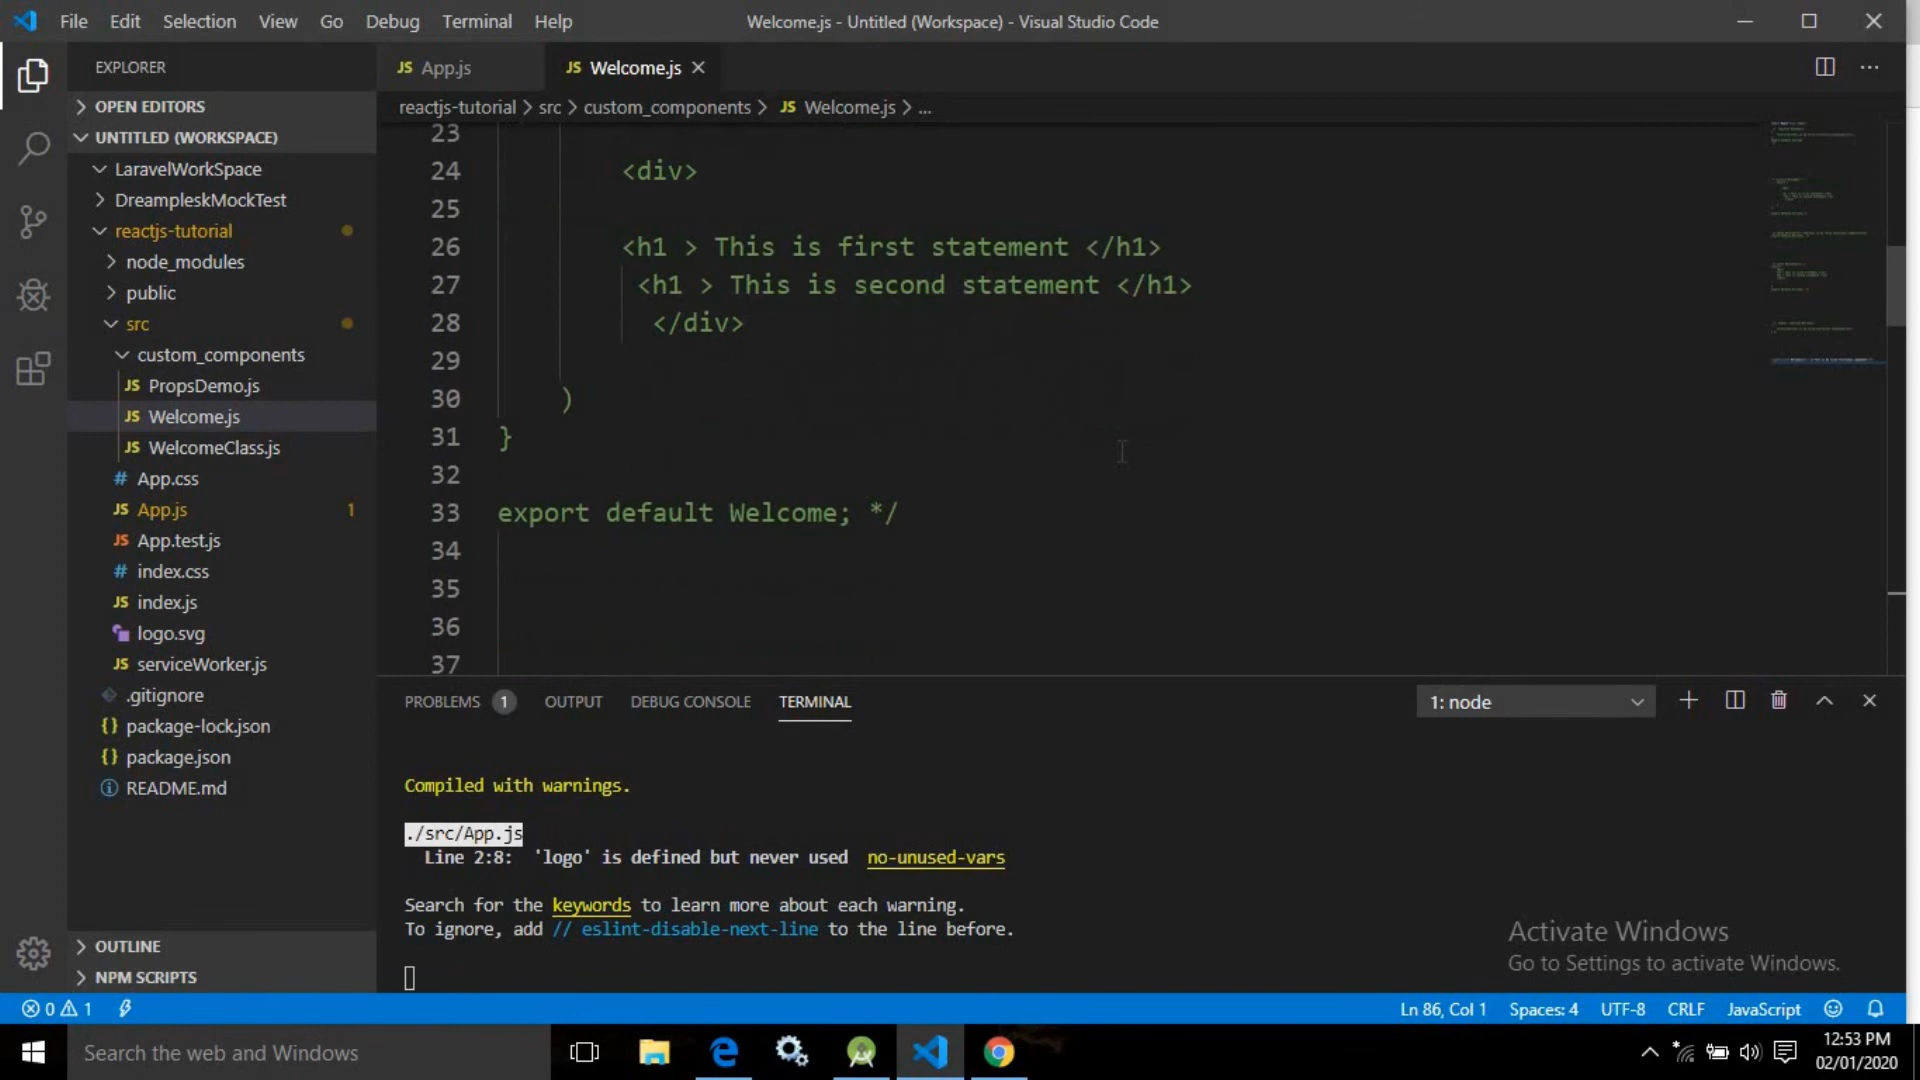 File Edit Selection View Go Debug Terminal Help
Welcome.js - Untitled (Workspace) - Visual Studio Code
EXPLORER
OPEN EDITORS
UNTITLED (WORKSPACE)
LaravelWorkSpace
DreampleskMockTest
reactjs-tutorial
node_modules
public
src
custom_components
JS PropsDemo.js
JS Welcome.js
JS WelcomeClass.js
# App.css
JS App.js 1
JS App.test.js
# index.css
JS index.js
logo.svg
JS serviceWorker.js
.gitignore
{} package-lock.json
{} package.json
README.md
OUTLINE
NPM SCRIPTS
JS App.js
JS Welcome.js
reactjs-tutorial > src > custom_components > JS Welcome.js > ...
23
24 <div>
25
26 <h1 > This is first statement </h1>
27 <h1 > This is second statement </h1>
28 </div>
29
30 )
31 }
32
33 export default Welcome; */
34
35
36
37
PROBLEMS 1 OUTPUT DEBUG CONSOLE TERMINAL
1: node
Compiled with warnings.
./src/App.js
Line 2:8: 'logo' is defined but never used no-unused-vars
Search for the keywords to learn more about each warning.
To ignore, add // eslint-disable-next-line to the line before.
Activate Windows
Go to Settings to activate Windows.
0 1
Ln 86, Col 1 Spaces: 4 UTF-8 CRLF JavaScript
Search the web and Windows
12:53 PM
02/01/2020